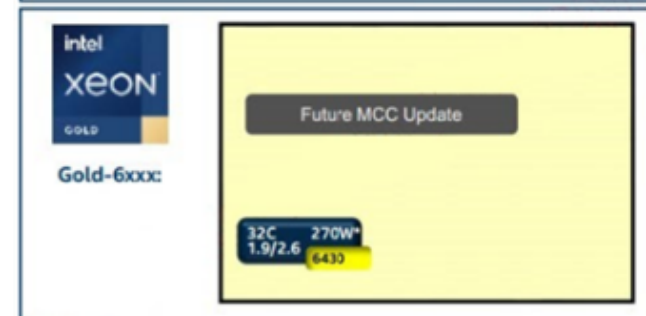 intel
XEON
GOLD
Gold-6xxx:
Future MCC Update
32C 270W*
1.9/2.6
6430